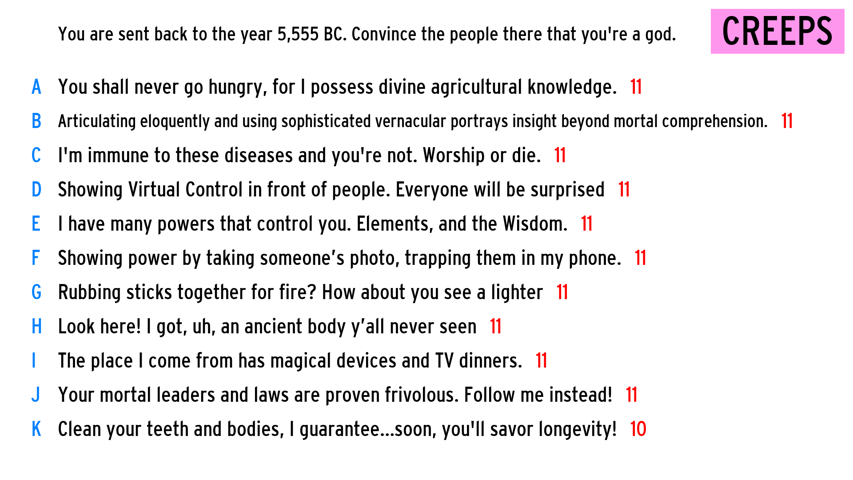 You are sent back to the year 5,555 BC. Convince the people there that you're a god.
CREEPS
A You shall never go hungry, for I possess divine agricultural knowledge. 11
B Articulating eloquently and using sophisticated vernacular portrays insight beyond mortal comprehension. 11
C I'm immune to these diseases and you're not. Worship or die. 11
D Showing Virtual Control in front of people. Everyone will be surprised 11
E I have many powers that control you. Elements, and the Wisdom. 11
F Showing power by taking someone’s photo, trapping them in my phone. 11
G Rubbing sticks together for fire? How about you see a lighter 11
H Look here! I got, uh, an ancient body y’all never seen 11
I The place I come from has magical devices and TV dinners. 11
J Your mortal leaders and laws are proven frivolous. Follow me instead! 11
K Clean your teeth and bodies, I guarantee...soon, you'll savor longevity! 10